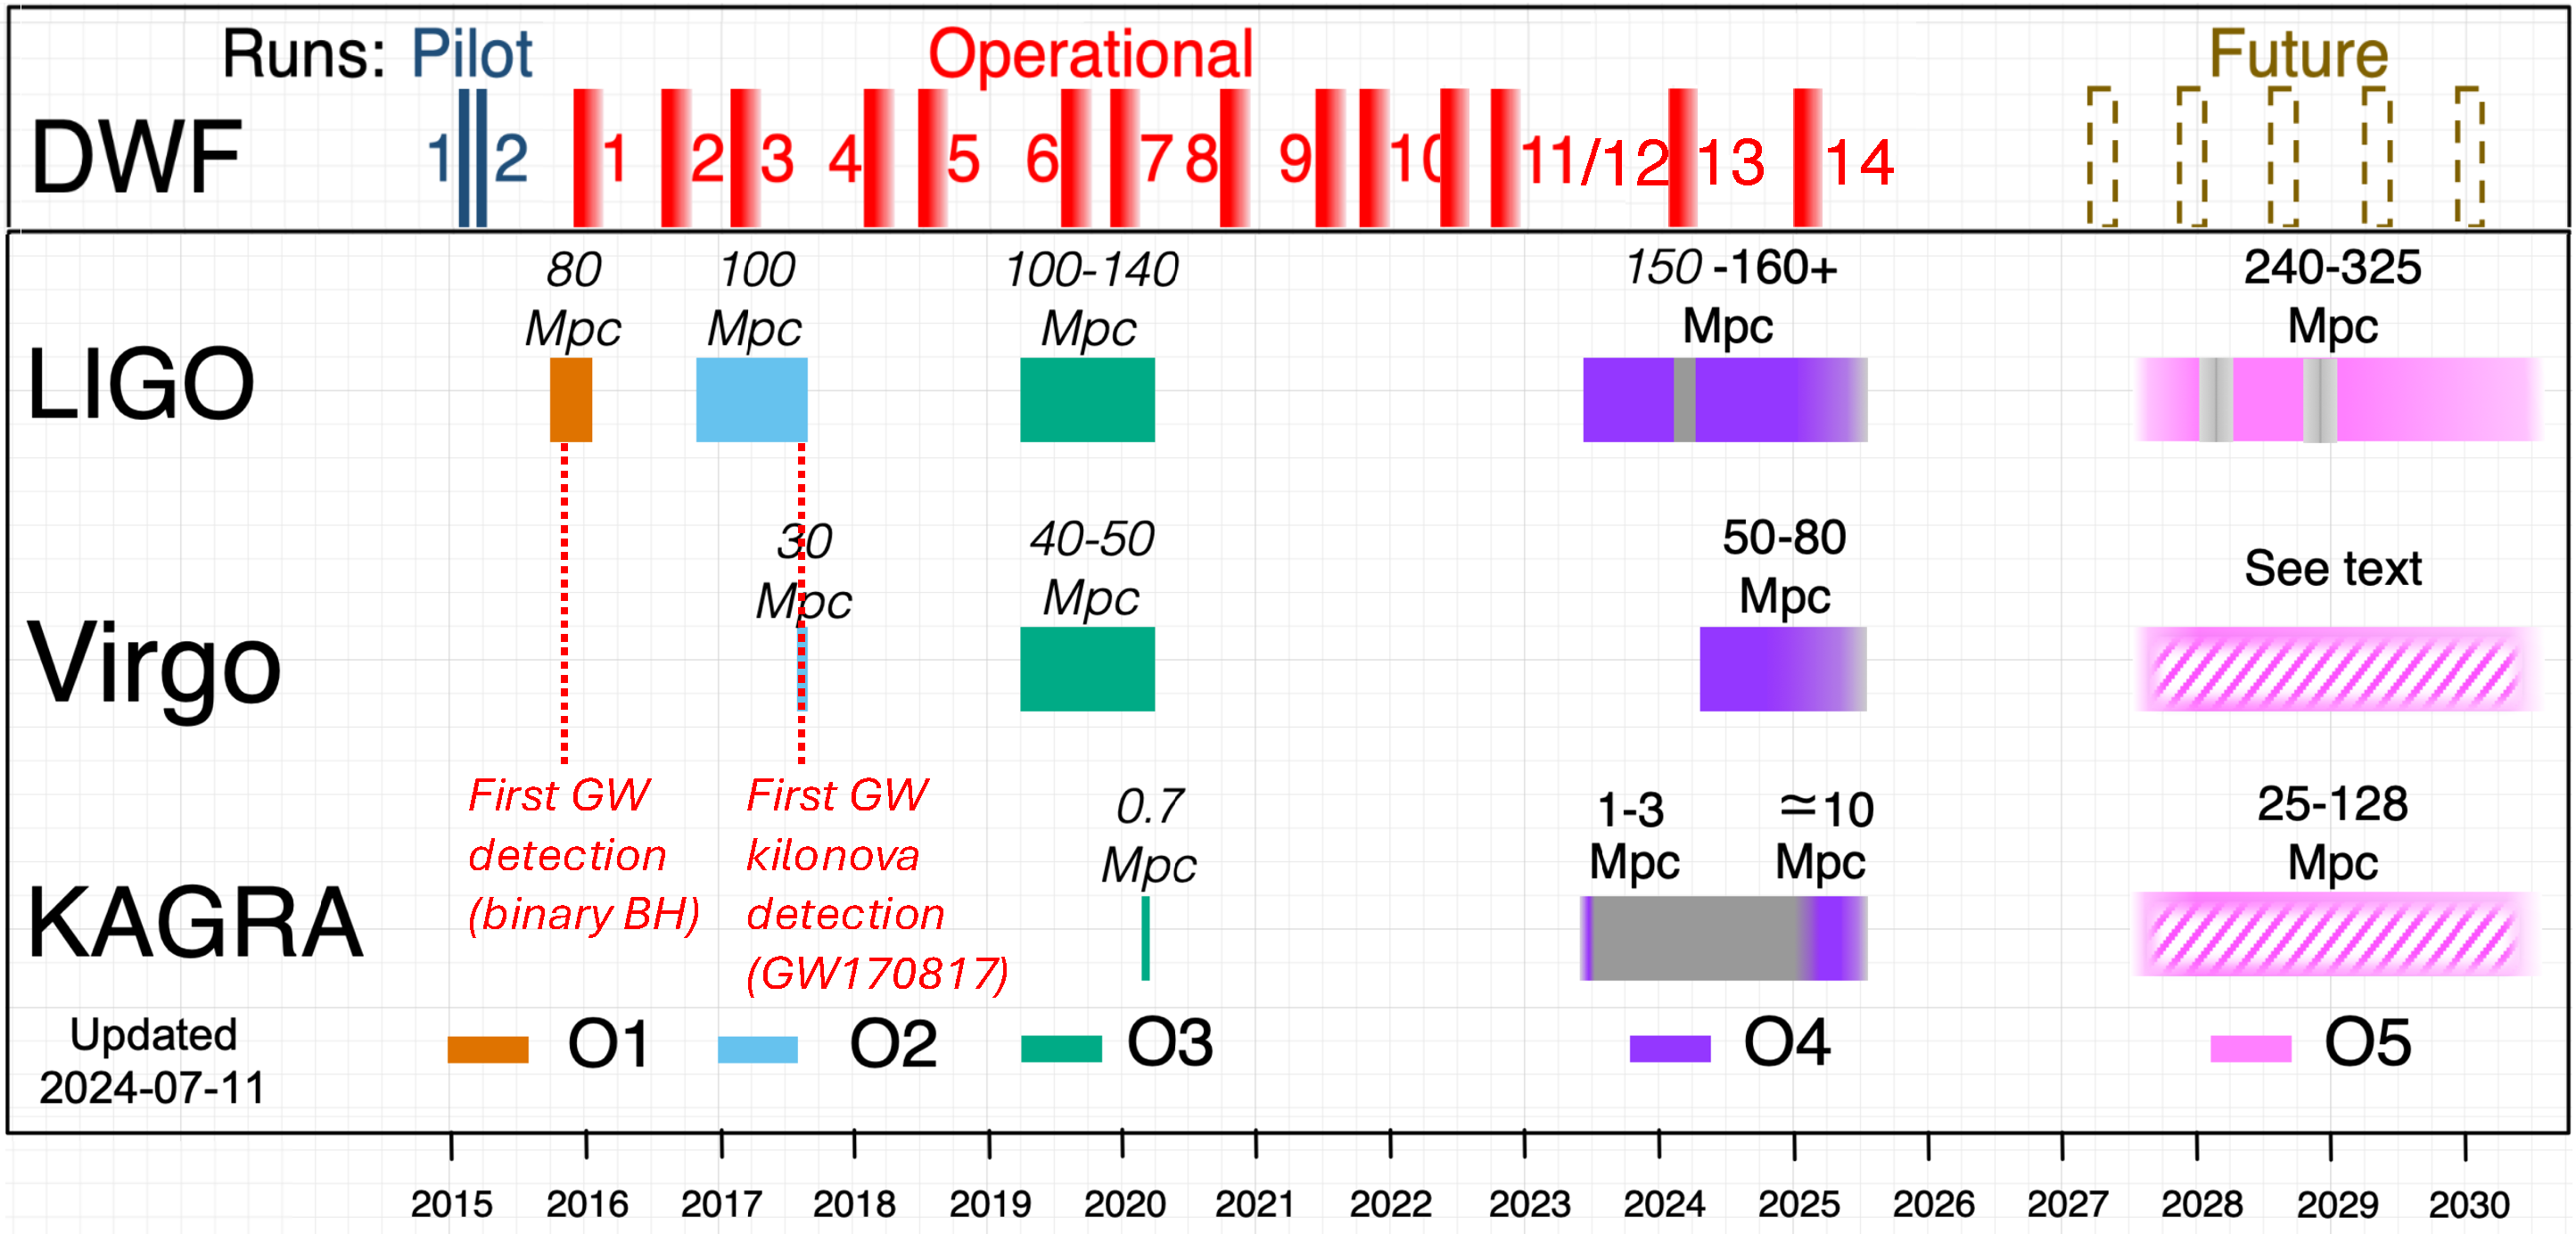 Runs: Pilot Operational Future
DWF 1 2 1 2 3 4 5 6 7 8 9 10 11/12 13 14
80 100 100-140 150 -160+ 240-325
Mpc Mpc Mpc Mpc Mpc
LIGO
30 40-50 50-80 See text
Mpc Mpc Mpc
Virgo
First GW
detection
(binary BH)
First GW
kilonova
detection
(GW170817)
0.7 1-3 ≃10 25-128
Mpc Mpc Mpc Mpc
KAGRA
Updated
2024-07-11
O1 O2 O3 O4 O5
2015 2016 2017 2018 2019 2020 2021 2022 2023 2024 2025 2026 2027 2028 2029 2030